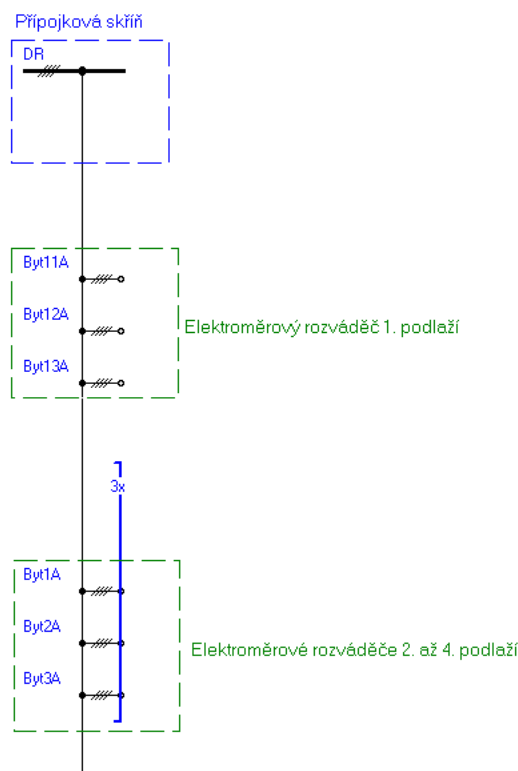 Přípojková skříň
DR
Byt11A
Byt12A
Elektroměrový rozváděč 1. podlaží
Byt13A
3x
Byt1A
Byt2A
Elektroměrové rozváděče 2. až 4. podlaží
Byt3A